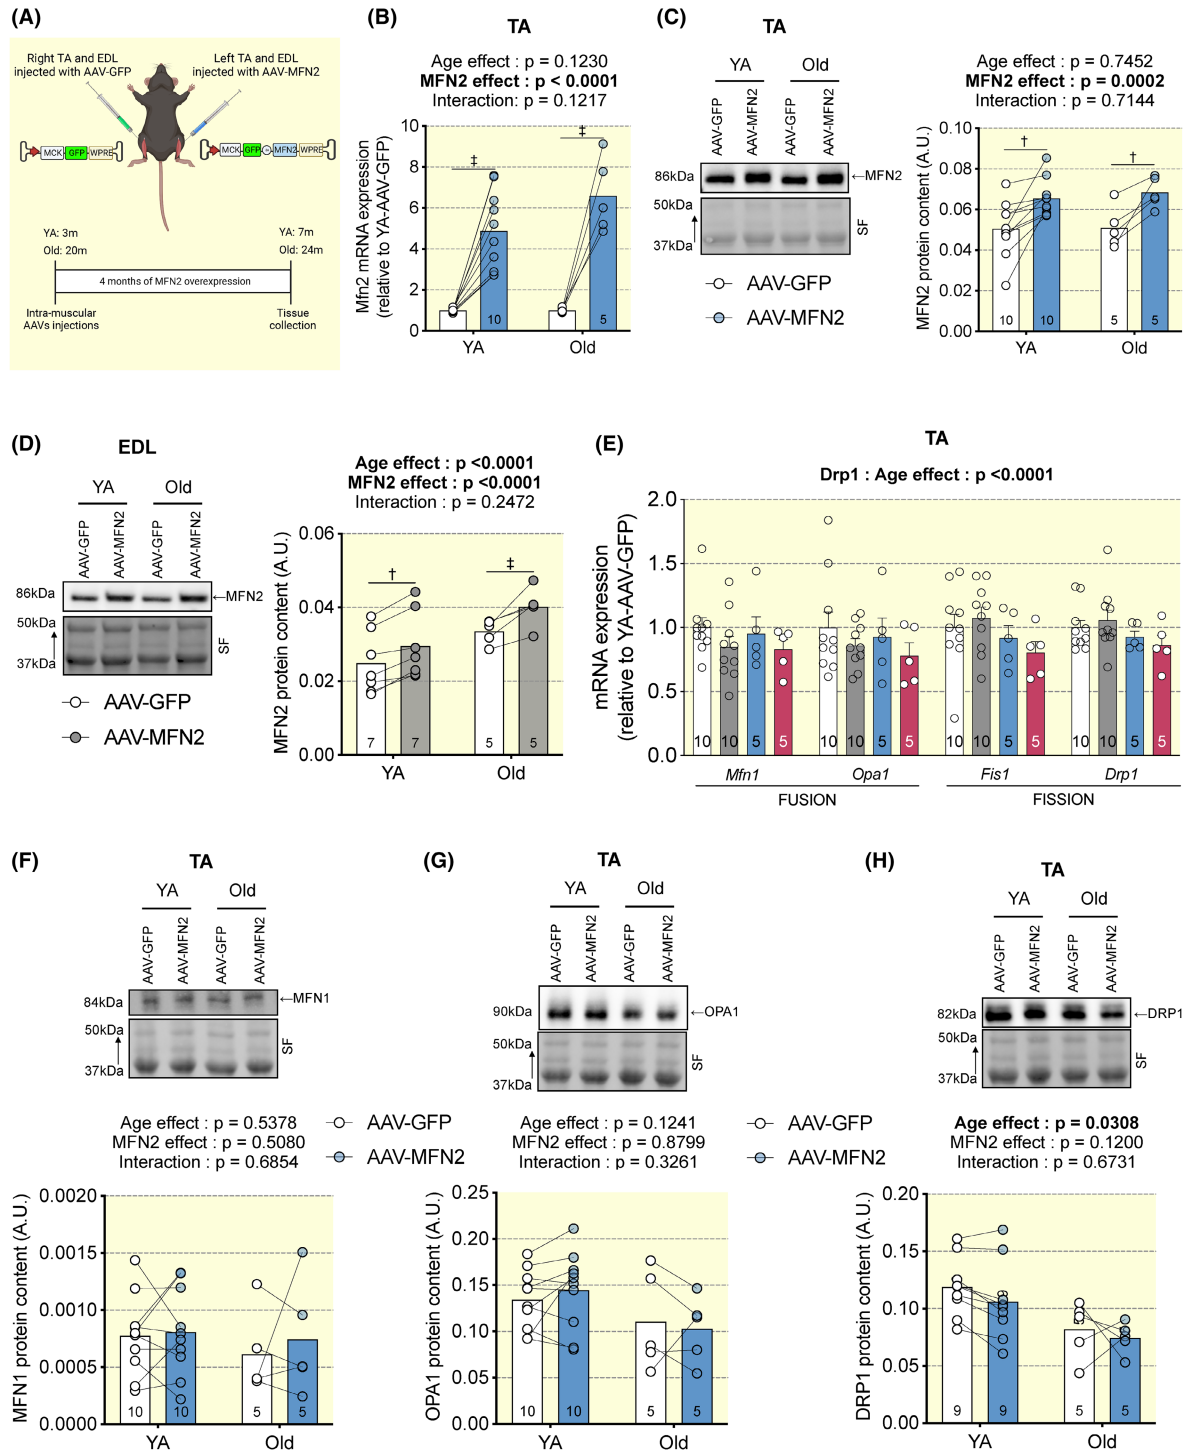 (A)
Right TA and EDL
injected with AAV-GFP
Left TA and EDL
injected with AAV-MFN2
MCK GFP WPRE
MCK GFP MFN2 WPRE
YA: 3m
Old: 20m
YA: 7m
Old: 24m
4 months of MFN2 overexpression
Intra-muscular
AAVs injections
Tissue
collection
(B)
TA
Age effect : p = 0.1230
MFN2 effect : p < 0.0001
Interaction: p = 0.1217
Mfn2 mRNA expression
(relative to YA-AAV-GFP)
10
8
6
4
2
0
‡
‡
10
5
YA
Old
(C)
TA
YA
Old
AAV-GFP
AAV-MFN2
AAV-GFP
AAV-MFN2
86kDa
←MFN2
50kDa
37kDa
SF
AAV-GFP
AAV-MFN2
Age effect : p = 0.7452
MFN2 effect : p = 0.0002
Interaction : p = 0.7144
MFN2 protein content (A.U.)
0.10
0.08
0.06
0.04
0.02
0.00
†
†
10
10
5
5
YA
Old
(D)
EDL
YA
Old
AAV-GFP
AAV-MFN2
AAV-GFP
AAV-MFN2
86kDa
←MFN2
50kDa
37kDa
SF
AAV-GFP
AAV-MFN2
Age effect : p <0.0001
MFN2 effect : p <0.0001
Interaction : p = 0.2472
MFN2 protein content (A.U.)
0.06
0.04
0.02
0.00
†
‡
7
7
5
5
YA
Old
(E)
TA
Drp1 : Age effect : p <0.0001
mRNA expression
(relative to YA-AAV-GFP)
2.0
1.5
1.0
0.5
0.0
10 10 5 5
10 10 5 5
10 10 5 5
10 10 5 5
Mfn1
Opa1
Fis1
Drp1
FUSION
FISSION
(F)
TA
YA
Old
AAV-GFP
AAV-MFN2
AAV-GFP
AAV-MFN2
84kDa
←MFN1
50kDa
37kDa
SF
Age effect : p = 0.5378
MFN2 effect : p = 0.5080
Interaction : p = 0.6854
AAV-GFP
AAV-MFN2
MFN1 protein content (A.U.)
0.0020
0.0015
0.0010
0.0005
0.0000
10
10
5
5
YA
Old
(G)
TA
YA
Old
AAV-GFP
AAV-MFN2
AAV-GFP
AAV-MFN2
90kDa
←OPA1
50kDa
37kDa
SF
Age effect : p = 0.1241
MFN2 effect : p = 0.8799
Interaction : p = 0.3261
AAV-GFP
AAV-MFN2
OPA1 protein content (A.U.)
0.25
0.20
0.15
0.10
0.05
0.00
10
10
5
5
YA
Old
(H)
TA
YA
Old
AAV-GFP
AAV-MFN2
AAV-GFP
AAV-MFN2
82kDa
←DRP1
50kDa
37kDa
SF
Age effect : p = 0.0308
MFN2 effect : p = 0.1200
Interaction : p = 0.6731
DRP1 protein content (A.U.)
0.20
0.15
0.10
0.05
0.00
9
9
5
5
YA
Old